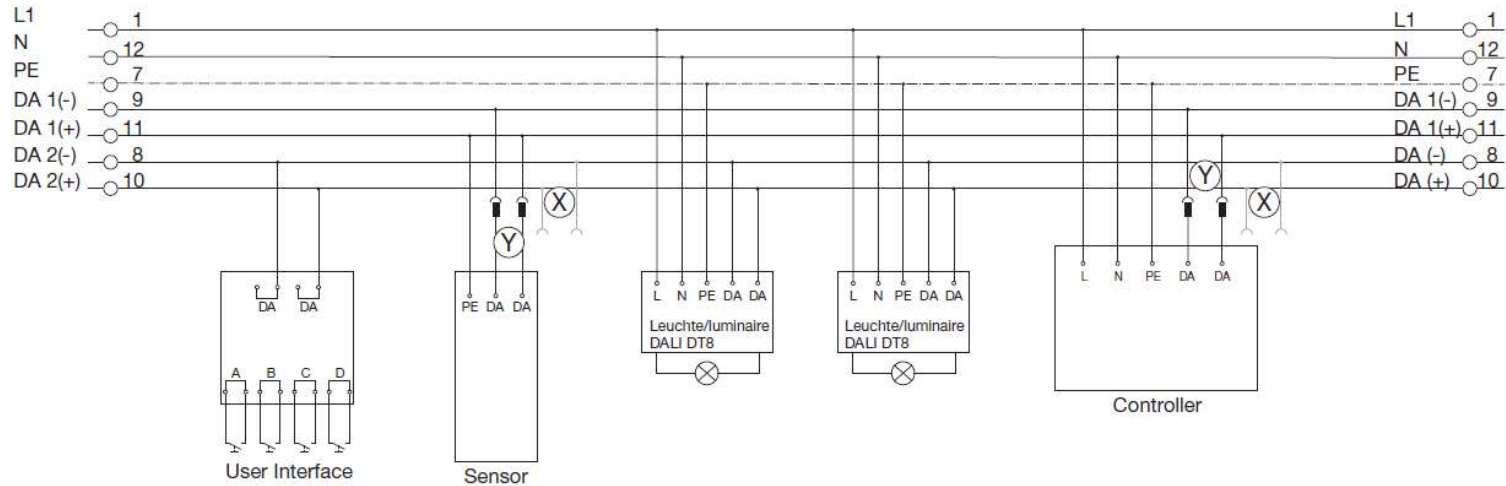 L1 1 L1 1
N 12 N 12
PE 7 PE 7
DA 1(-) 9 DA 1(-) 9
DA 1(+) 11 DA 1(+) 11
DA 2(-) 8 DA (-) 8
DA 2(+) 10 DA (+) 10
X Y X
Y
L N PE DA DA
DA DA
PE DA DA
L N PE DA DA
L N PE DA DA
Leuchte/luminaire
DALI DT8
Leuchte/luminaire
DALI DT8
A B C D
Controller
User Interface
Sensor